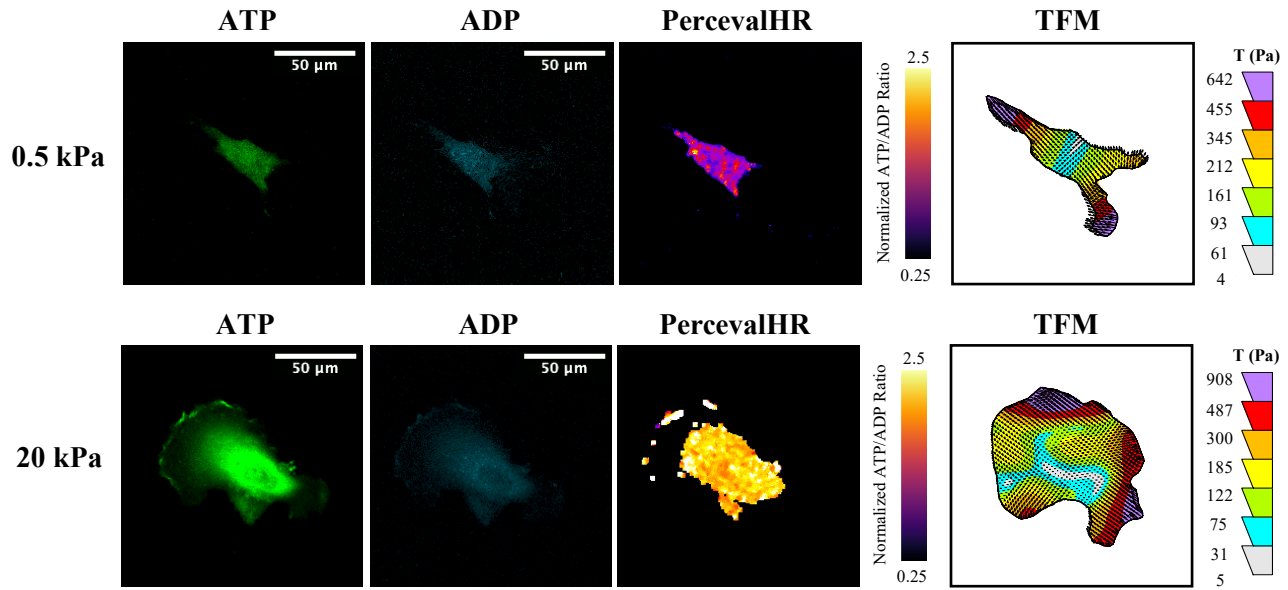 ATP ADP PercevalHR TFM
50 µm 50 µm
0.5 kPa
Normalized ATP/ADP Ratio
2.5
0.25
T (Pa)
642
455
345
212
161
93
61
4
ATP ADP PercevalHR TFM
50 µm 50 µm
20 kPa
Normalized ATP/ADP Ratio
2.5
0.25
T (Pa)
908
487
300
185
122
75
31
5